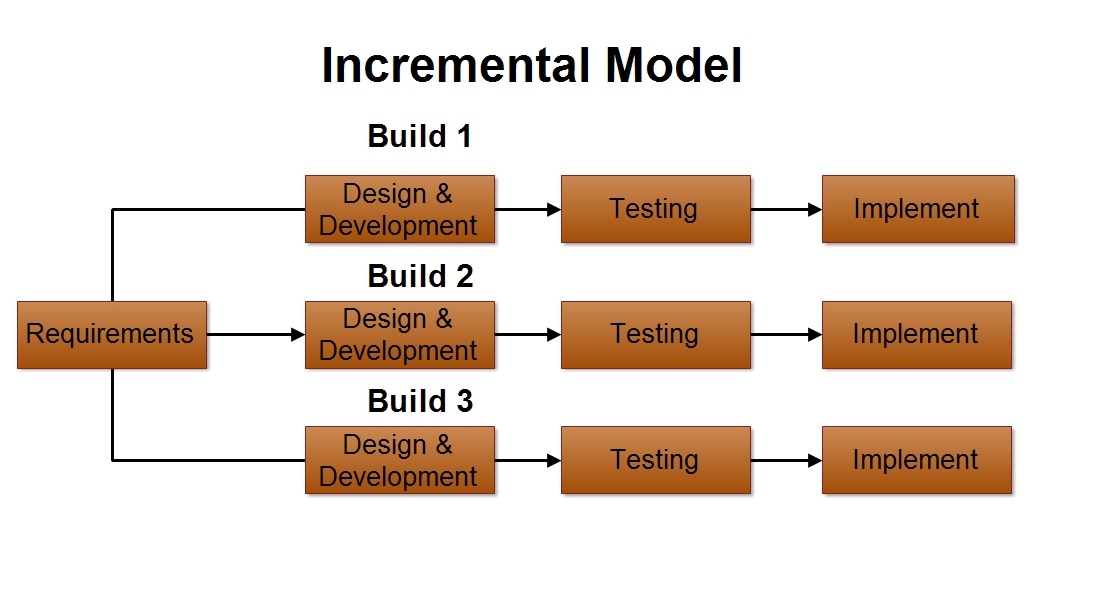 Incremental Model
Build 1
Design &
Development
Testing
Implement
Build 2
Requirements
Design &
Development
Testing
Implement
Build 3
Design &
Development
Testing
Implement